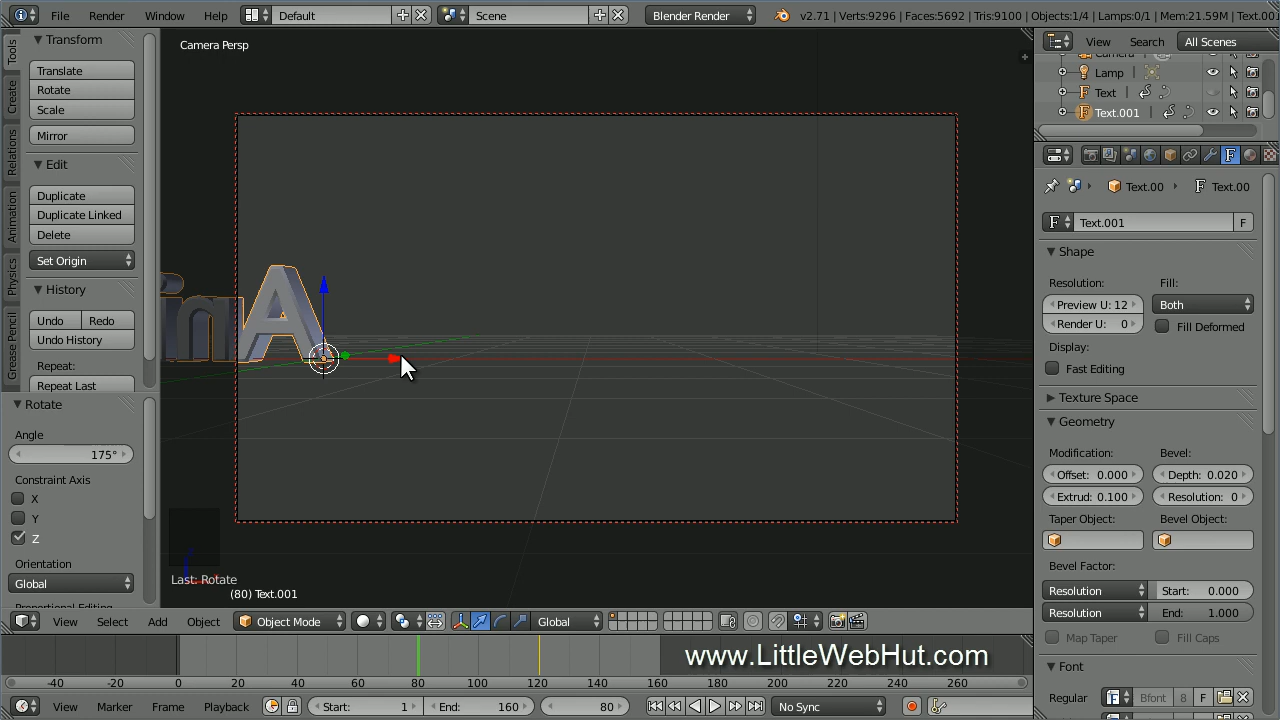 File Render Window Help Default Scene Blender Render v2.71 | Verts:9296 | Faces:5692 | Tris:9100 | Objects:1/4 | Lamps:0/1 | Mem:21.59M | Text.00
Transform
Translate
Rotate
Scale
Mirror
Edit
Duplicate
Duplicate Linked
Delete
Set Origin
History
Undo Redo
Undo History
Repeat:
Repeat Last
Tools
Create
Relations
Animation
Physics
Grease Pencil
Rotate
Angle
175°
Constraint Axis
X
Y
Z
Orientation
Global
Camera Persp
Last: Rotate
(80) Text.001
View Select Add Object Object Mode Global
-40 -20 0 20 40 60 80 100 120 140 160 180 200 220 240 260
www.LittleWebHut.com
View Marker Frame Playback Start: 1 End: 160 80 No Sync
View Search All Scenes
Lamp
Text
Text.001
Text.00 Text.00
Text.001 F
Shape
Resolution: Fill:
Preview U: 12 Both
Render U: 0 Fill Deformed
Display:
Fast Editing
Texture Space
Geometry
Modification: Bevel:
Offset: 0.000 Depth: 0.020
Extrud: 0.100 Resolution: 0
Taper Object: Bevel Object:
Bevel Factor:
Resolution Start: 0.000
Resolution End: 1.000
Map Taper Fill Caps
Font
Regular Bfont 8 F